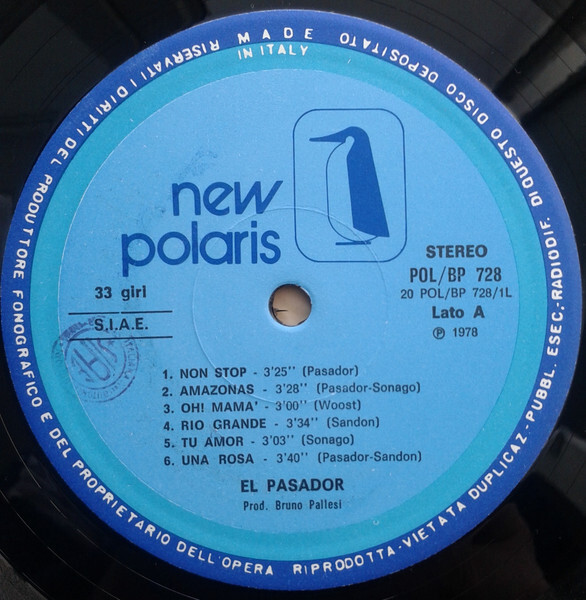 MADE IN ITALY
RISERVATI I DIRITTI DEL PRODUTTORE FONOGRAFICO E DEL PROPRIETARIO DELL'OPERA RIPRODOTTA-VIETATA DUPLICAZ.-PUBBL. ESEC.-RADIODIF. DI QUESTO DISCO DEPOSITATO
new
polaris
STEREO
POL/BP 728
20 POL/BP 728/1L
Lato A
℗ 1978
33 giri
S.I.A.E.
1. NON STOP - 3'25'' (Pasador)
2. AMAZONAS - 3'28'' (Pasador-Sonago)
3. OH! MAMA' - 3'00'' (Woost)
4. RIO GRANDE - 3'34'' (Sandon)
5. TU AMOR - 3'03'' (Sonago)
6. UNA ROSA - 3'40'' (Pasador-Sandon)
EL PASADOR
Prod. Bruno Pallesi